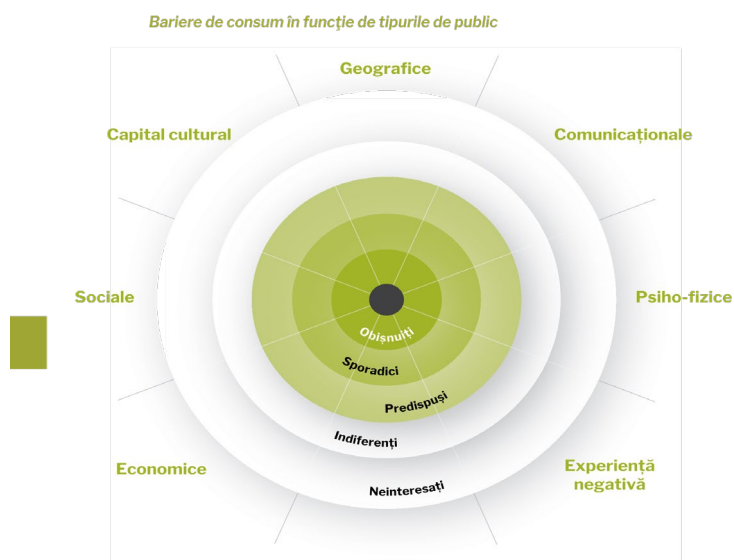 Bariere de consum în funcţie de tipurile de public
Geografice
Capital cultural
Comunicaționale
Sociale
Psiho-fizice
Obișnuiți
Sporadici
Predispuși
Indiferenți
Economice
Experiență
negativă
Neinteresați